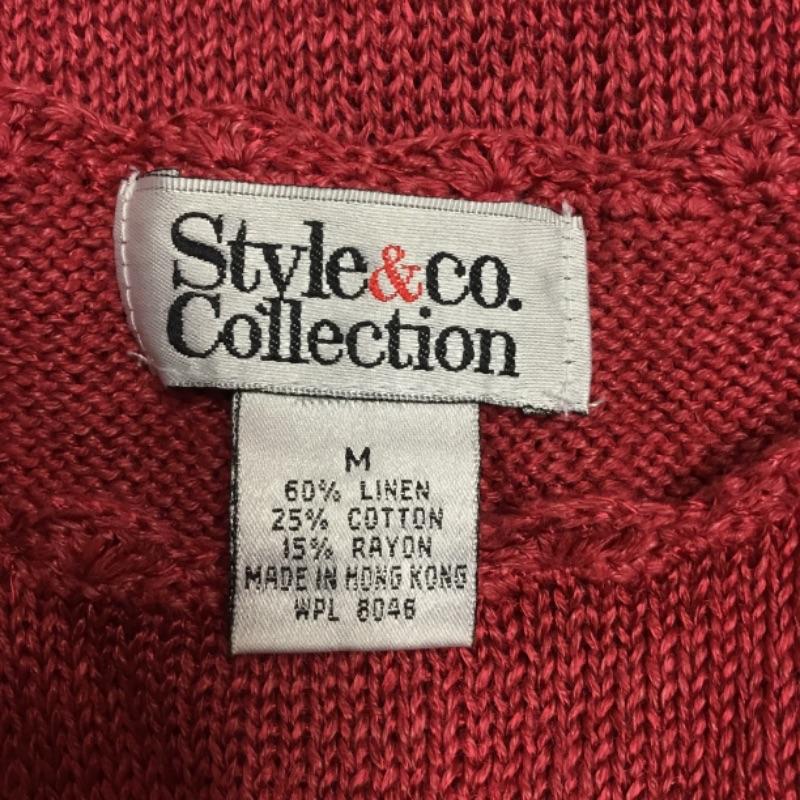 Style&co.
Collection
M
60% LINEN
25% COTTON
15% RAYON
MADE IN HONG KONG
WPL 8046